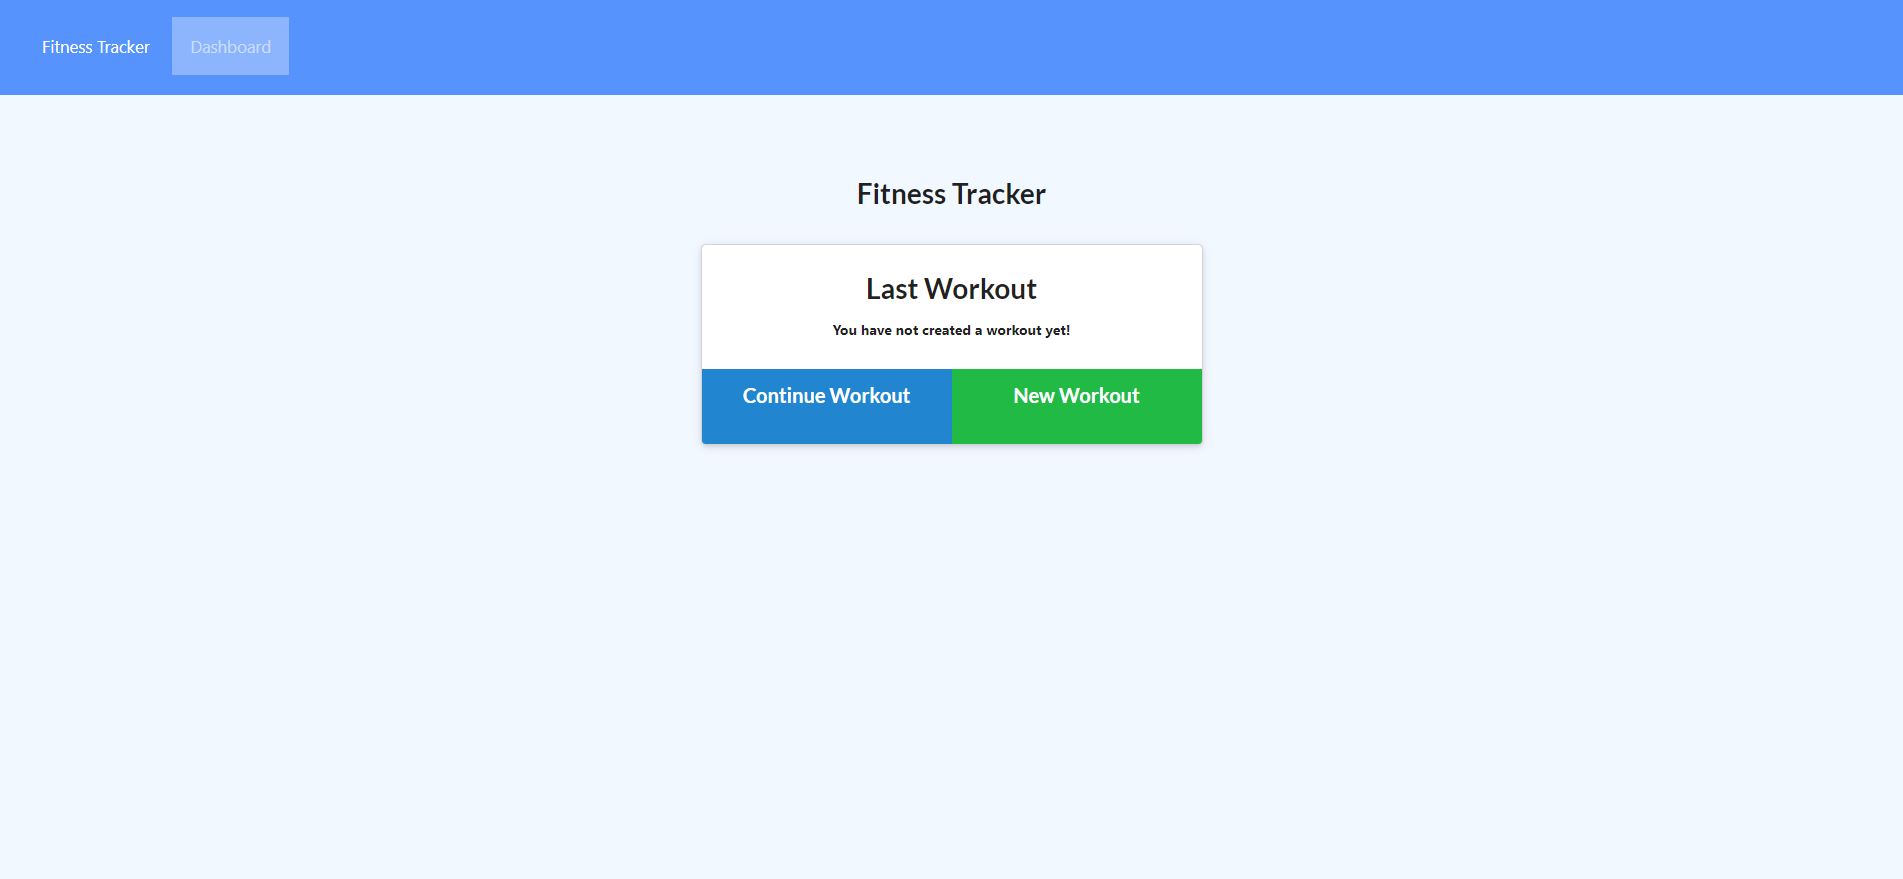 Fitness Tracker Dashboard
Fitness Tracker
Last Workout
You have not created a workout yet!
Continue Workout New Workout